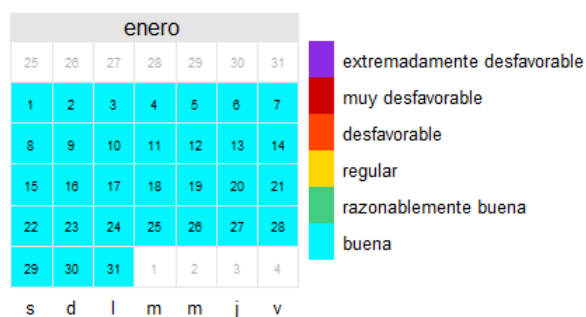 enero
25 26 27 28 29 30 31
1 2 3 4 5 6 7
8 9 10 11 12 13 14
15 16 17 18 19 20 21
22 23 24 25 26 27 28
29 30 31 1 2 3 4
s d l m m j v
extremadamente desfavorable
muy desfavorable
desfavorable
regular
razonablemente buena
buena